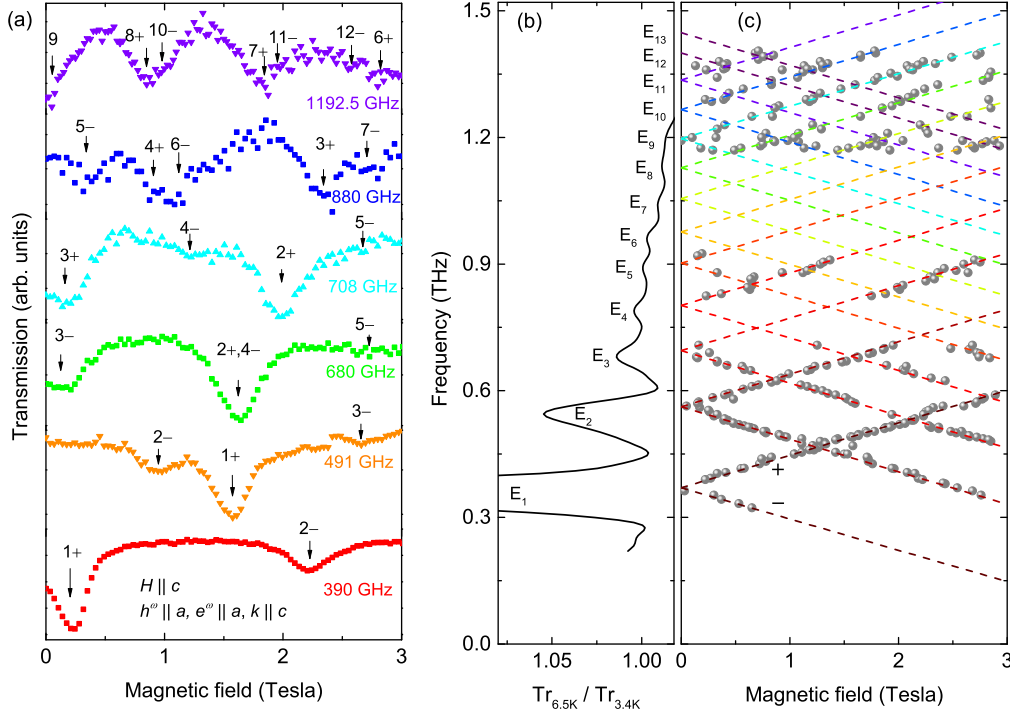 (a)
9
8+
10−
7+
11−
12−
6+
1192.5 GHz
5−
4+
6−
3+
7−
880 GHz
3+
4−
2+
5−
708 GHz
3−
2+,4−
5−
680 GHz
2−
1+
3−
491 GHz
1+
2−
390 GHz
H || c
hω || a, eω || a, k || c
0 1 2 3
Magnetic field (Tesla)
Transmission (arb. units)
(b)
E1
E2
E3
E4
E5
E6
E7
E8
E9
E10
E11
E12
E13
1.5
1.2
0.9
0.6
0.3
0.0
Frequency (THz)
1.05 1.00
Tr6.5K / Tr3.4K
(c)
+
−
0 1 2 3
Magnetic field (Tesla)